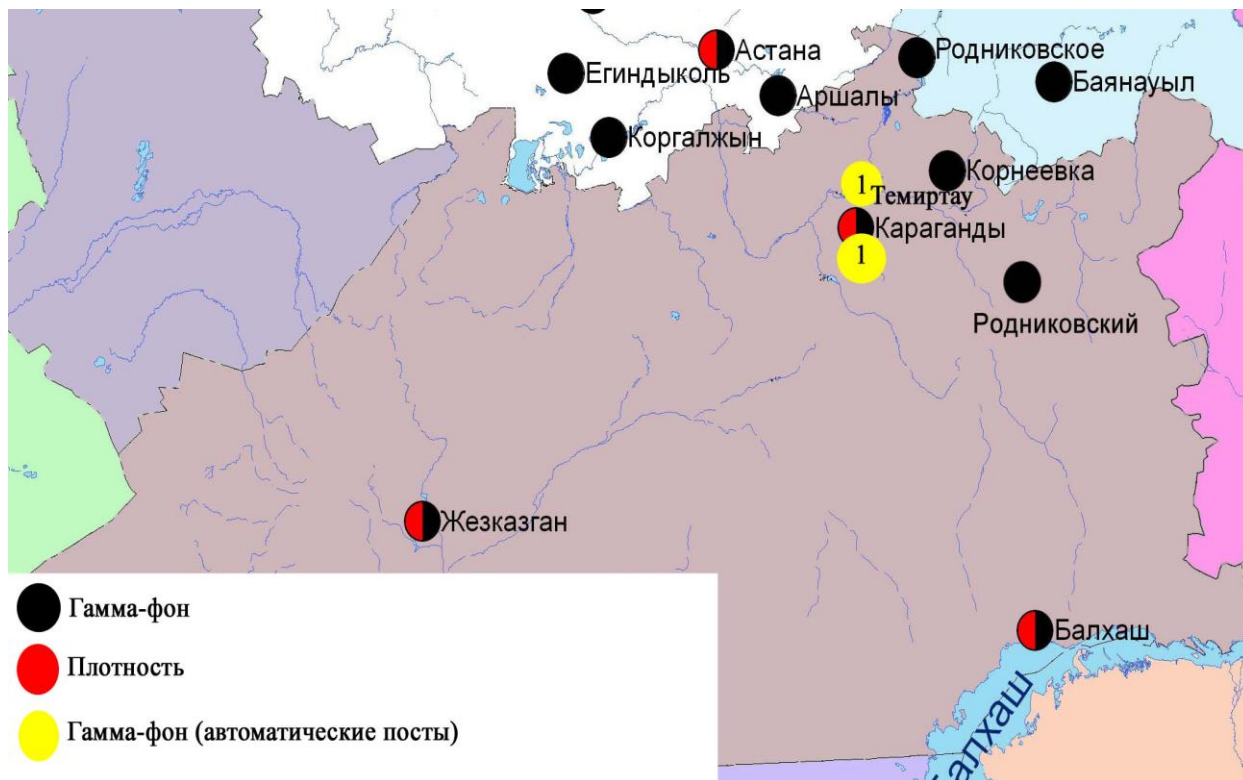 Астана
Родниковское
Егиндыколь
Баянауыл
Аршалы
Коргалжын
Корнеевка
1
Темиртау
Караганды
1
Родниковский
Жезказган
Гамма-фон
Балхаш
Плотность
Гамма-фон (автоматические посты)
Балхаш